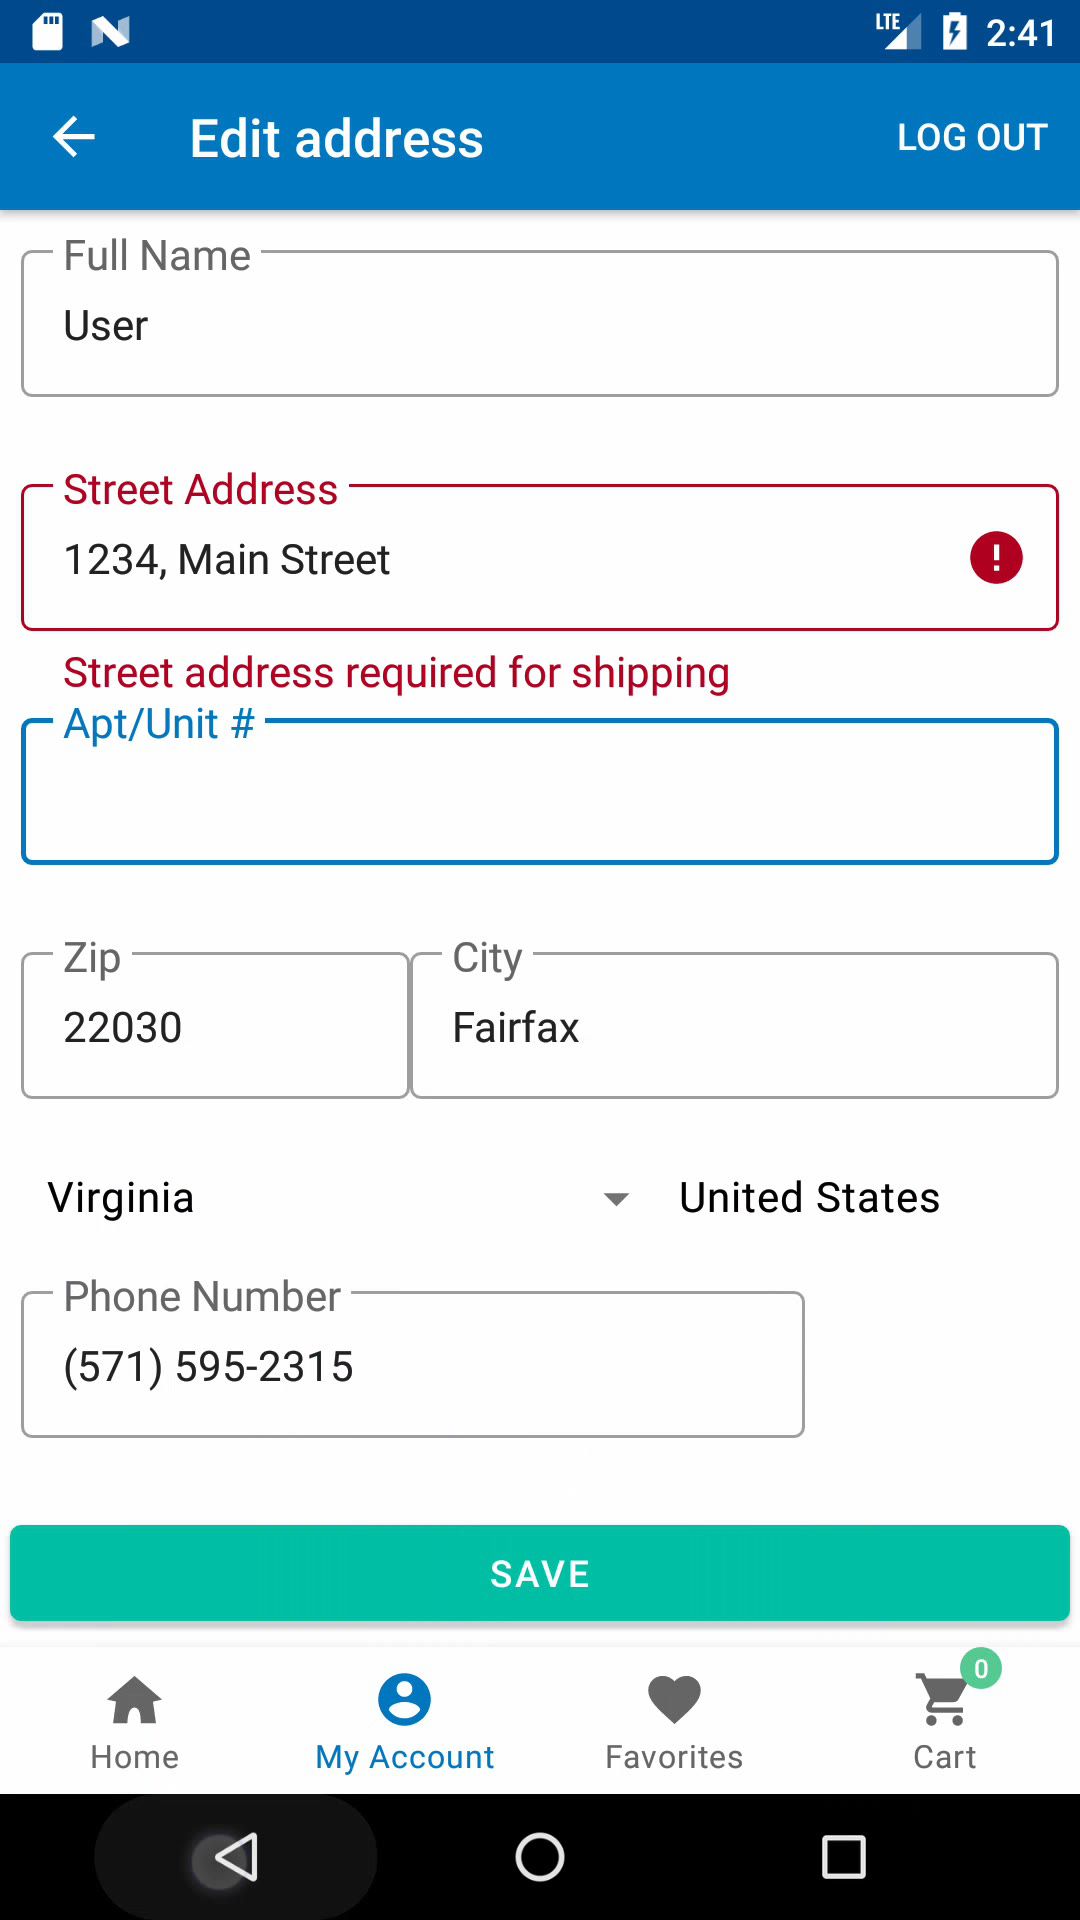 LTE 2:41
Edit address LOG OUT
Full Name
User
Street Address
1234, Main Street
Street address required for shipping
Apt/Unit #
Zip City
22030 Fairfax
Virginia United States
Phone Number
(571) 595-2315
SAVE
0
Home My Account Favorites Cart